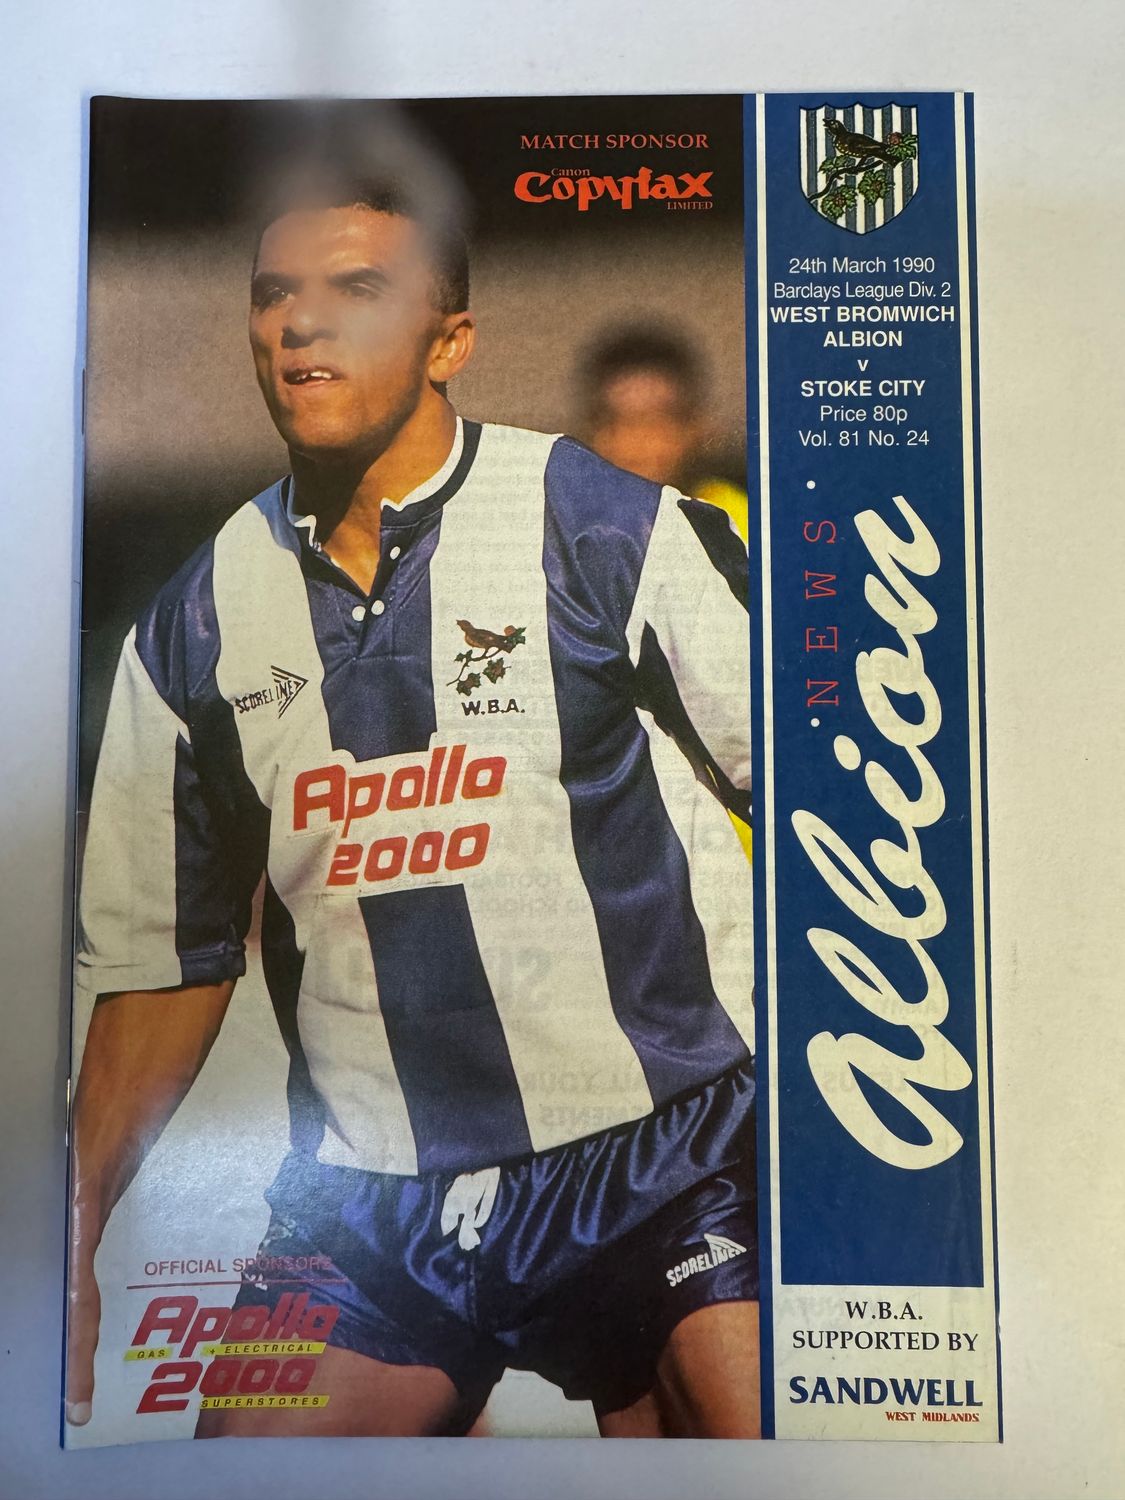 MATCH SPONSOR
Canon
Copyfax
LIMITED
24th March 1990
Barclays League Div. 2
WEST BROMWICH
ALBION
v
STOKE CITY
Price 80p
Vol. 81 No. 24
NEWS
albion
SCORELINE
W.B.A.
Apollo
2000
SCORELINE
OFFICIAL SPONSORS
Apollo
GAS + ELECTRICAL
2000
SUPERSTORES
W.B.A.
SUPPORTED BY
SANDWELL
WEST MIDLANDS